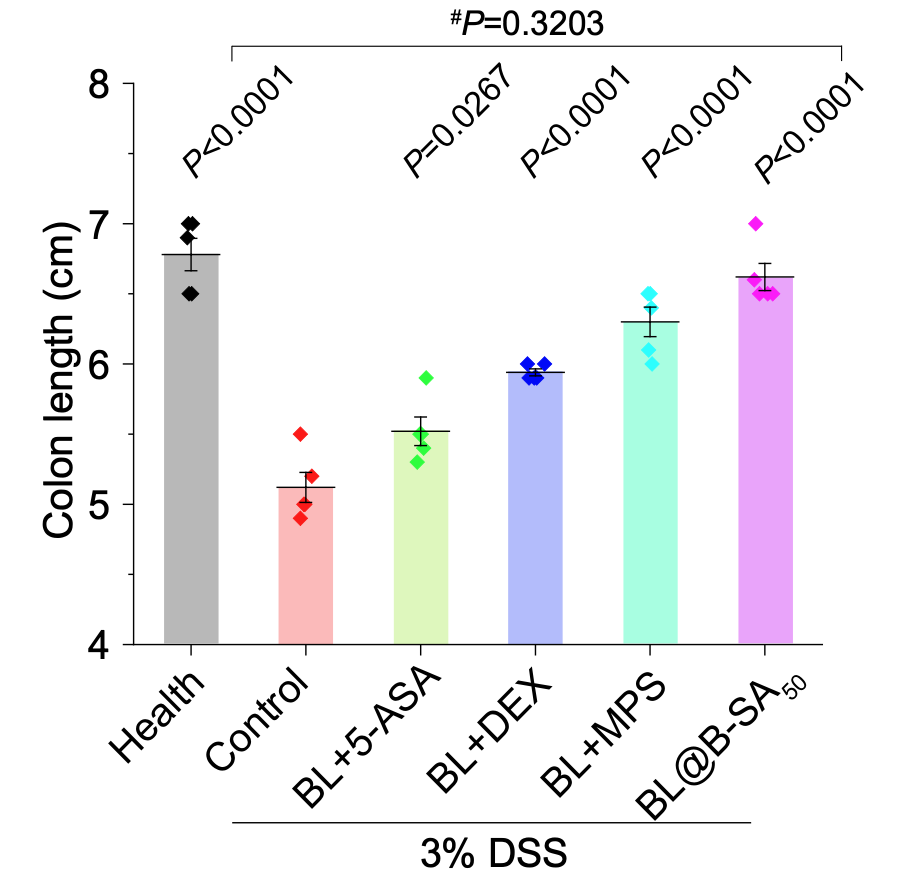 #P=0.3203
P<0.0001
P=0.0267
P<0.0001
P<0.0001
P<0.0001
8
7
6
5
4
Colon length (cm)
Health
Control
BL+5-ASA
BL+DEX
BL+MPS
BL@B-SA50
3% DSS